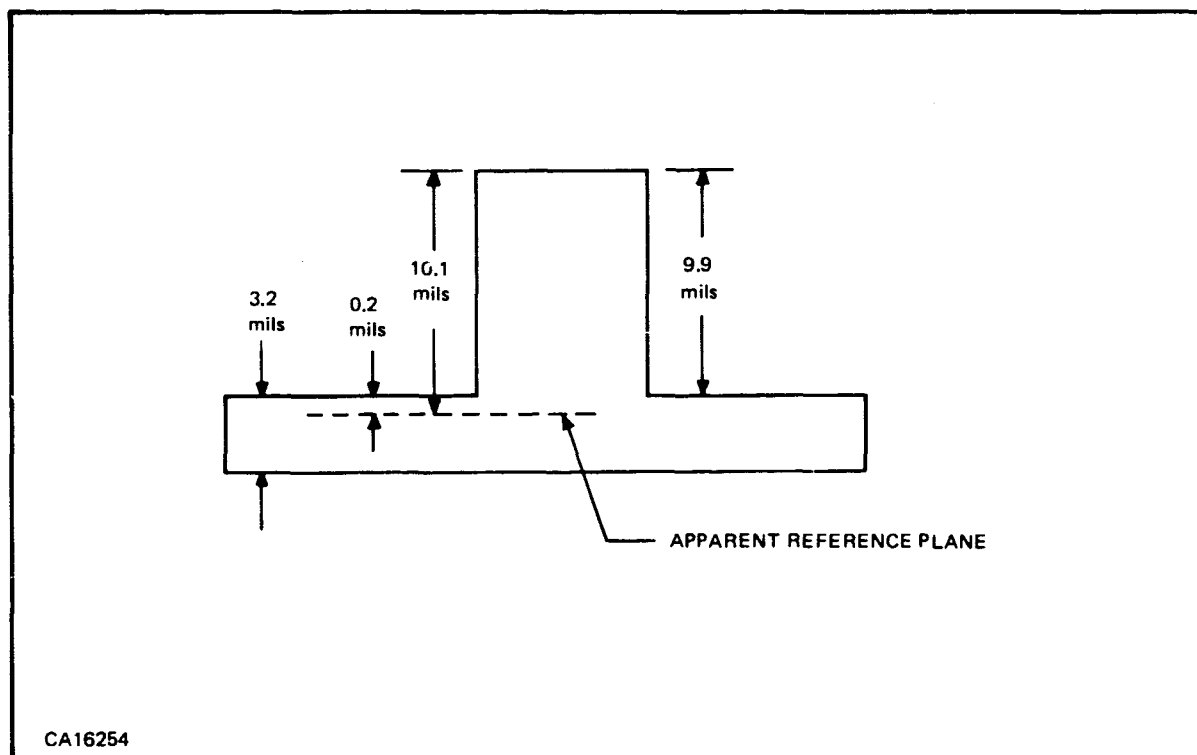 10.1
mils
9.9
mils
3.2
mils
0.2
mils
APPARENT REFERENCE PLANE
CA16254